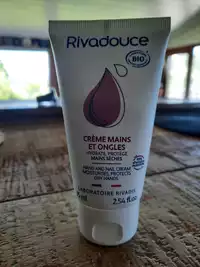 Rivadouce
BIO
CRÈME MAINS
ET ONGLES
HYDRATE, PROTÈGE
MAINS SÈCHES
HAND AND NAIL CREAM
MOISTURIZES, PROTECTS
DRY HANDS
LABORATOIRE RIVADIS
2.54 fl.oz